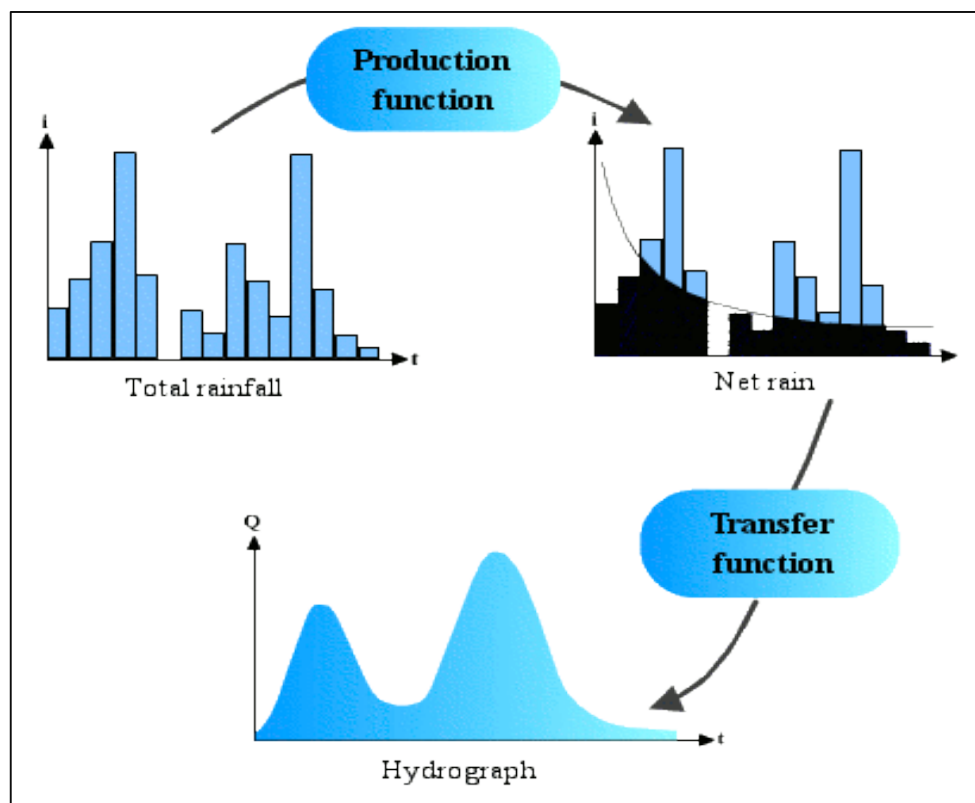 Production
function
i
t
Total rainfall
i
Net rain
Transfer
function
Q
t
Hydrograph